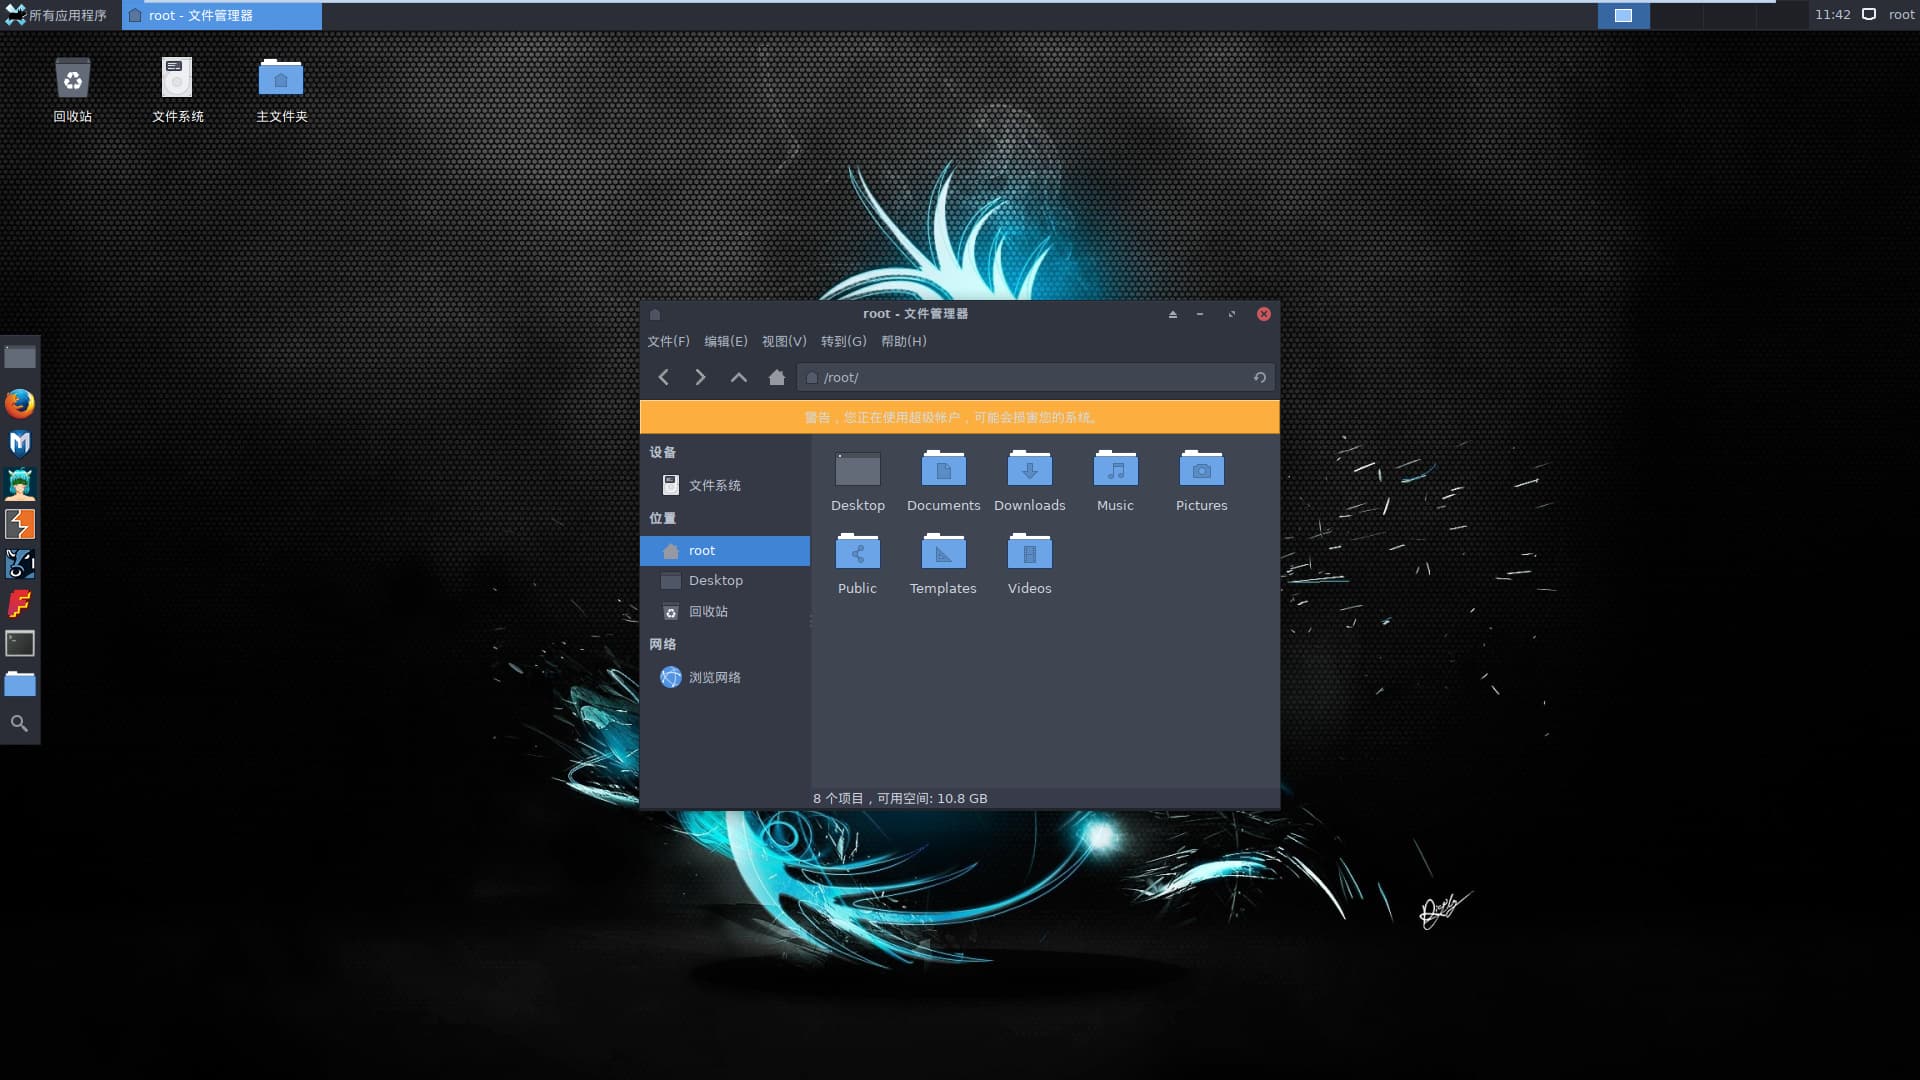 所有应用程序
root - 文件管理器
11:42
root
回收站
文件系统
主文件夹
root - 文件管理器
文件(F) 编辑(E) 视图(V) 转到(G) 帮助(H)
/root/
警告，您正在使用超级帐户，可能会损害您的系统。
设备
文件系统
位置
root
Desktop
回收站
网络
浏览网络
Desktop Documents Downloads Music Pictures
Public Templates Videos
8 个项目，可用空间: 10.8 GB